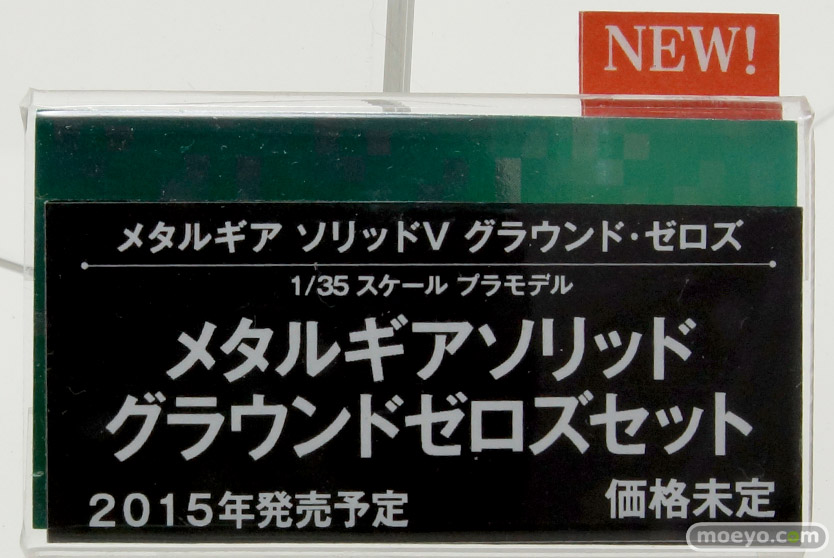 NEW!
メタルギア ソリッドV グラウンド・ゼロズ
1/35 スケール プラモデル
メタルギアソリッド
グラウンドゼロズセット
2015年発売予定
価格未定
moeyo.com